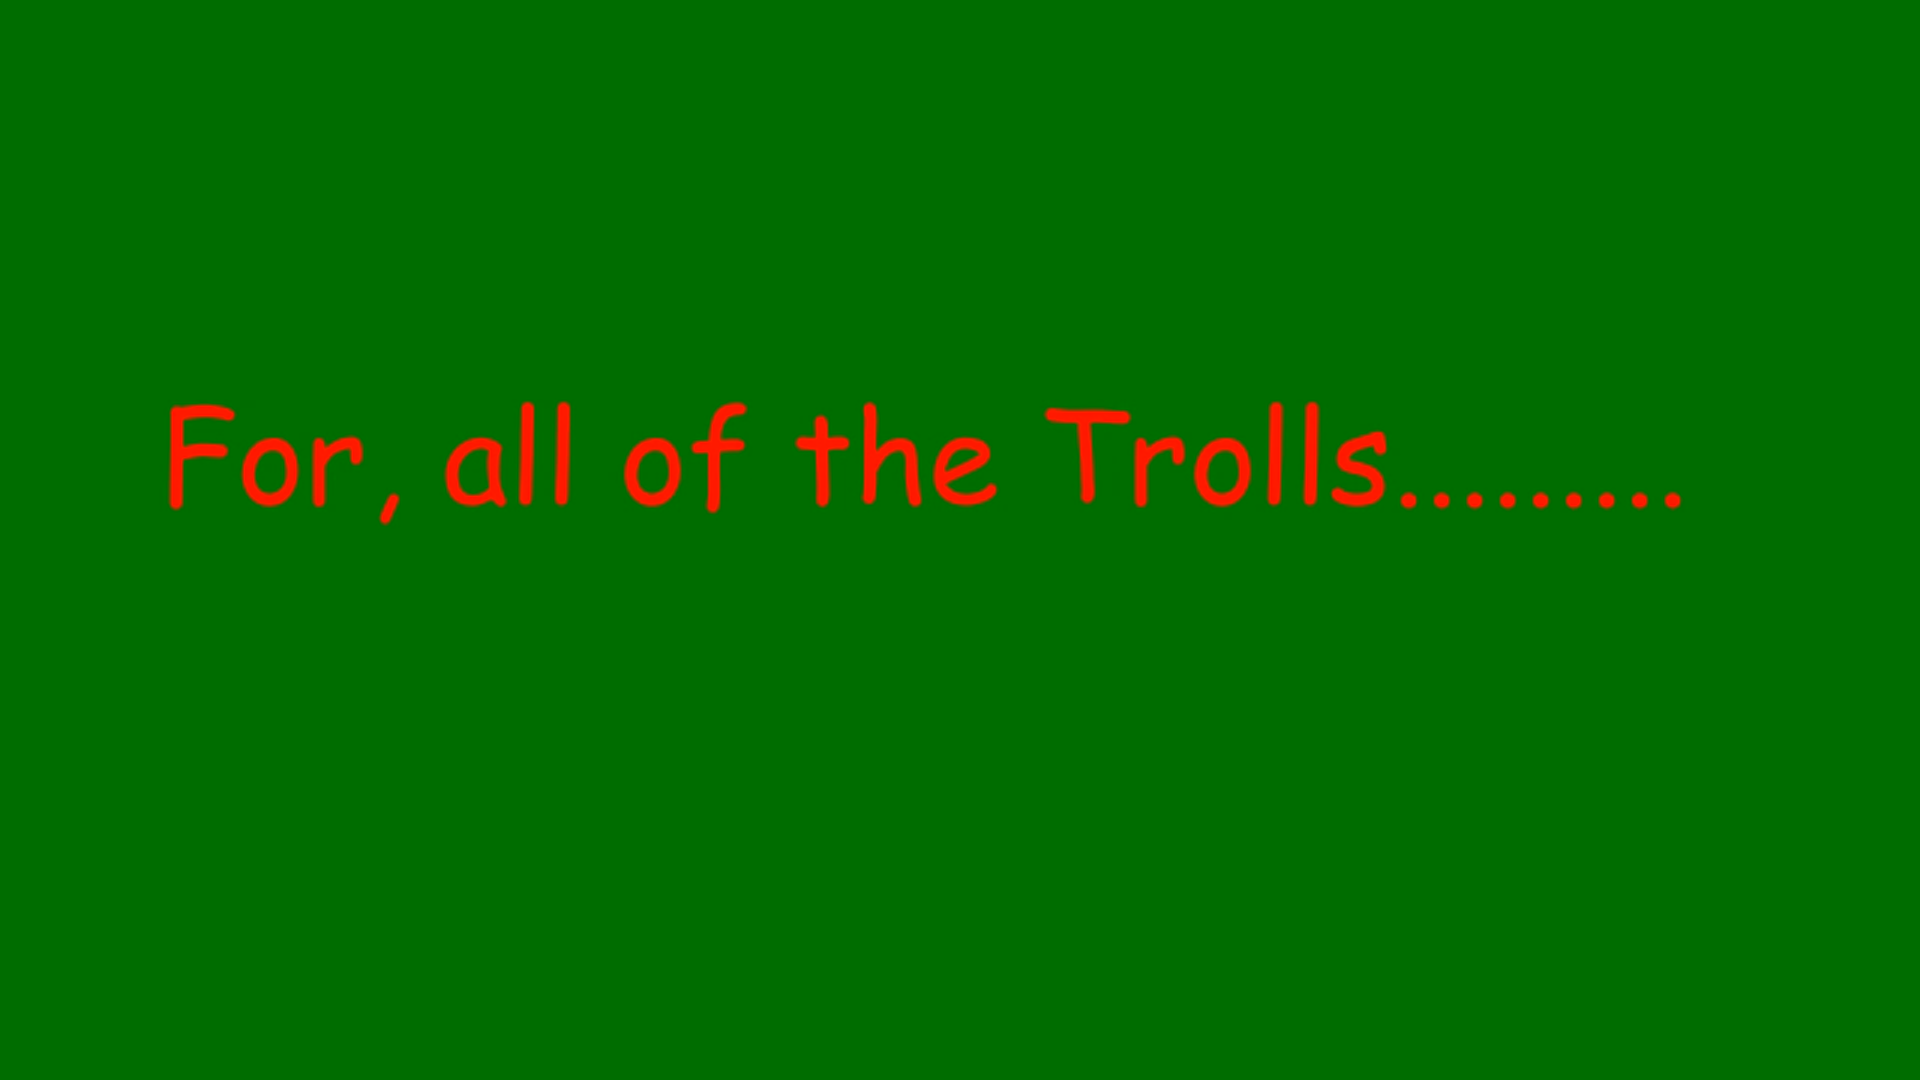 For, all of the Trolls.........